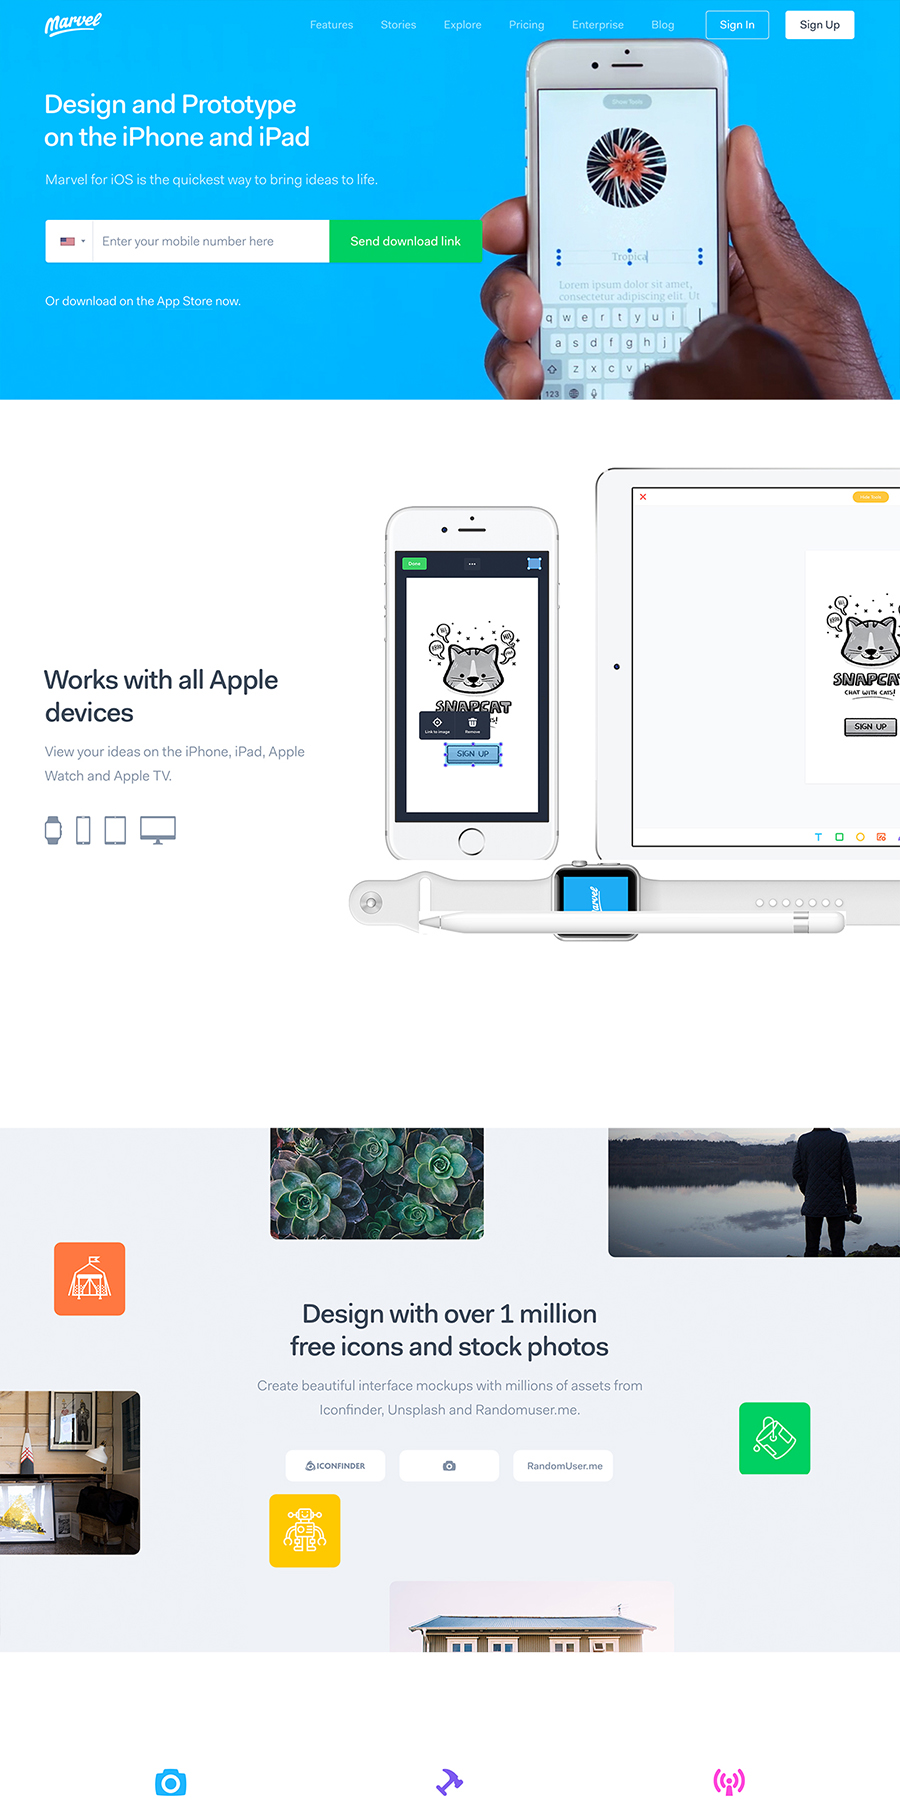 Marvel
Features Stories Explore Pricing Enterprise Blog Sign In Sign Up
Design and Prototype
on the iPhone and iPad
Marvel for iOS is the quickest way to bring ideas to life.
Enter your mobile number here Send download link
Or download on the App Store now.
Show Tools
Tropica
Lorem ipsum dolor sit amet,
consectetur adipiscing elit. Ut
q w e r t y u i
a s d f g h j k
z x c v b n
123
Works with all Apple
devices
View your ideas on the iPhone, iPad, Apple
Watch and Apple TV.
Done
SNAPCAT
Link to image Remove
SIGN UP
Hide Tools
SNAPCAT
CHAT WITH CATS!
SIGN UP
Marvel
Design with over 1 million
free icons and stock photos
Create beautiful interface mockups with millions of assets from
Iconfinder, Unsplash and Randomuser.me.
ICONFINDER
RandomUser.me